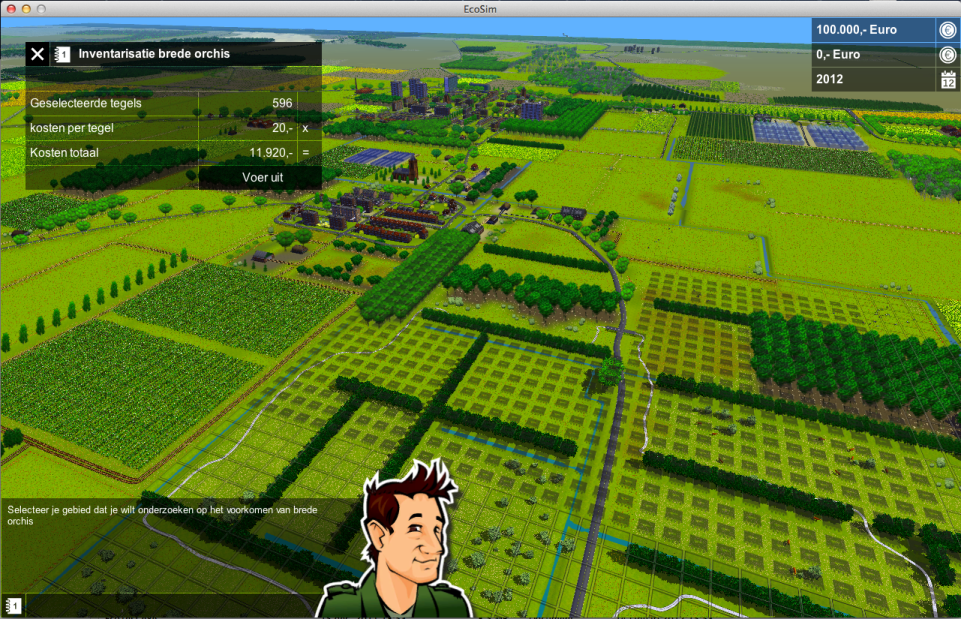 EcoSim
100.000,- Euro
0,- Euro
2012
12
1 Inventarisatie brede orchis
Geselecteerde tegels 596
kosten per tegel 20,- x
Kosten totaal 11.920,- =
Voer uit
Selecteer je gebied dat je wilt onderzoeken op het voorkomen van brede
orchis
1